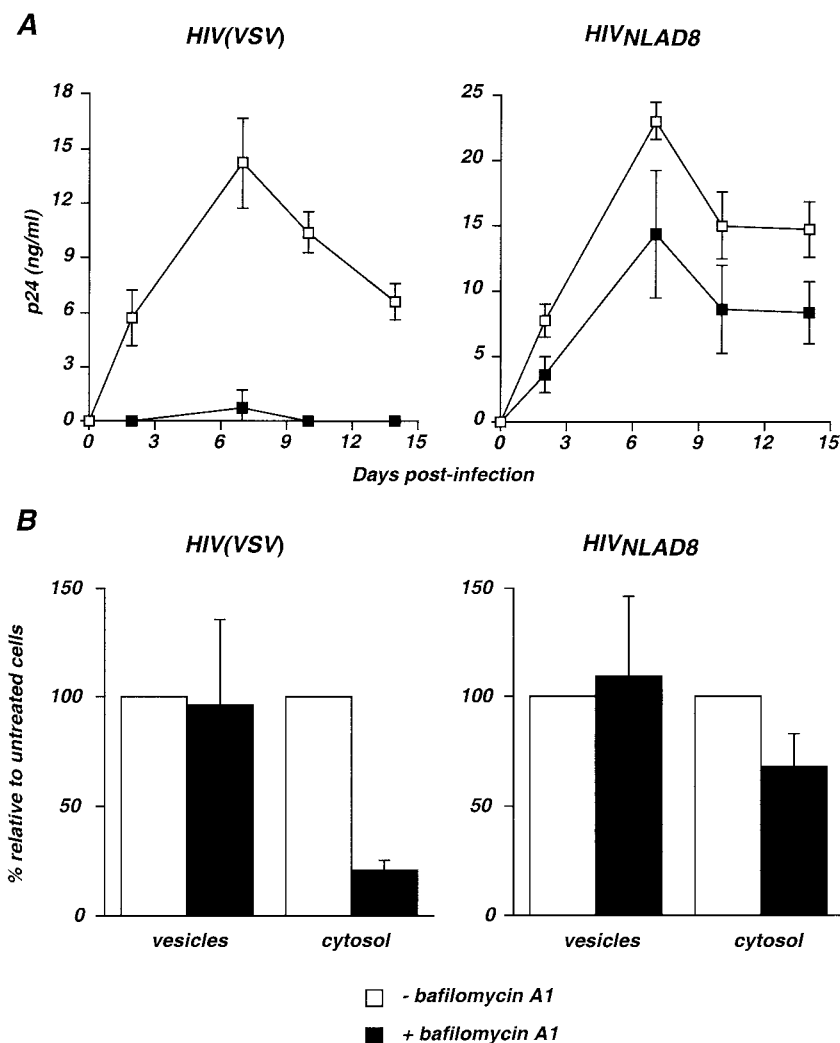 A
HIV(VSV)
HIVNLAD8
p24 (ng/ml)
18
15
12
9
6
3
0
0 3 6 9 12 15
25
20
15
10
5
0
0 3 6 9 12 15
Days post-infection
B
HIV(VSV)
HIVNLAD8
% relative to untreated cells
150
100
50
0
vesicles cytosol
150
100
50
0
vesicles cytosol
- bafilomycin A1
+ bafilomycin A1